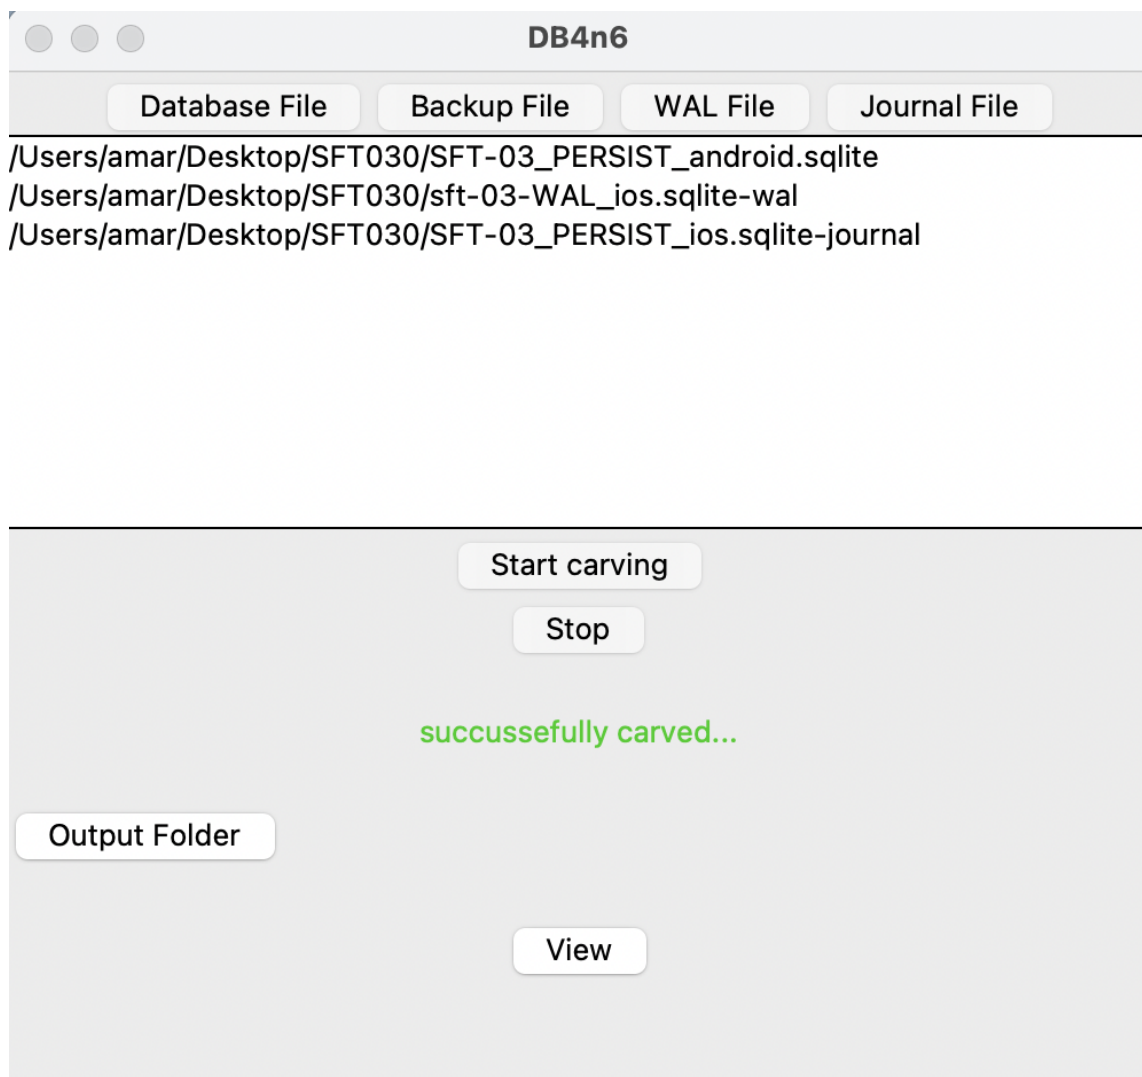 DB4n6
Database File Backup File WAL File Journal File
/Users/amar/Desktop/SFT030/SFT-03_PERSIST_android.sqlite
/Users/amar/Desktop/SFT030/sft-03-WAL_ios.sqlite-wal
/Users/amar/Desktop/SFT030/SFT-03_PERSIST_ios.sqlite-journal
Start carving
Stop
succussefully carved...
Output Folder
View